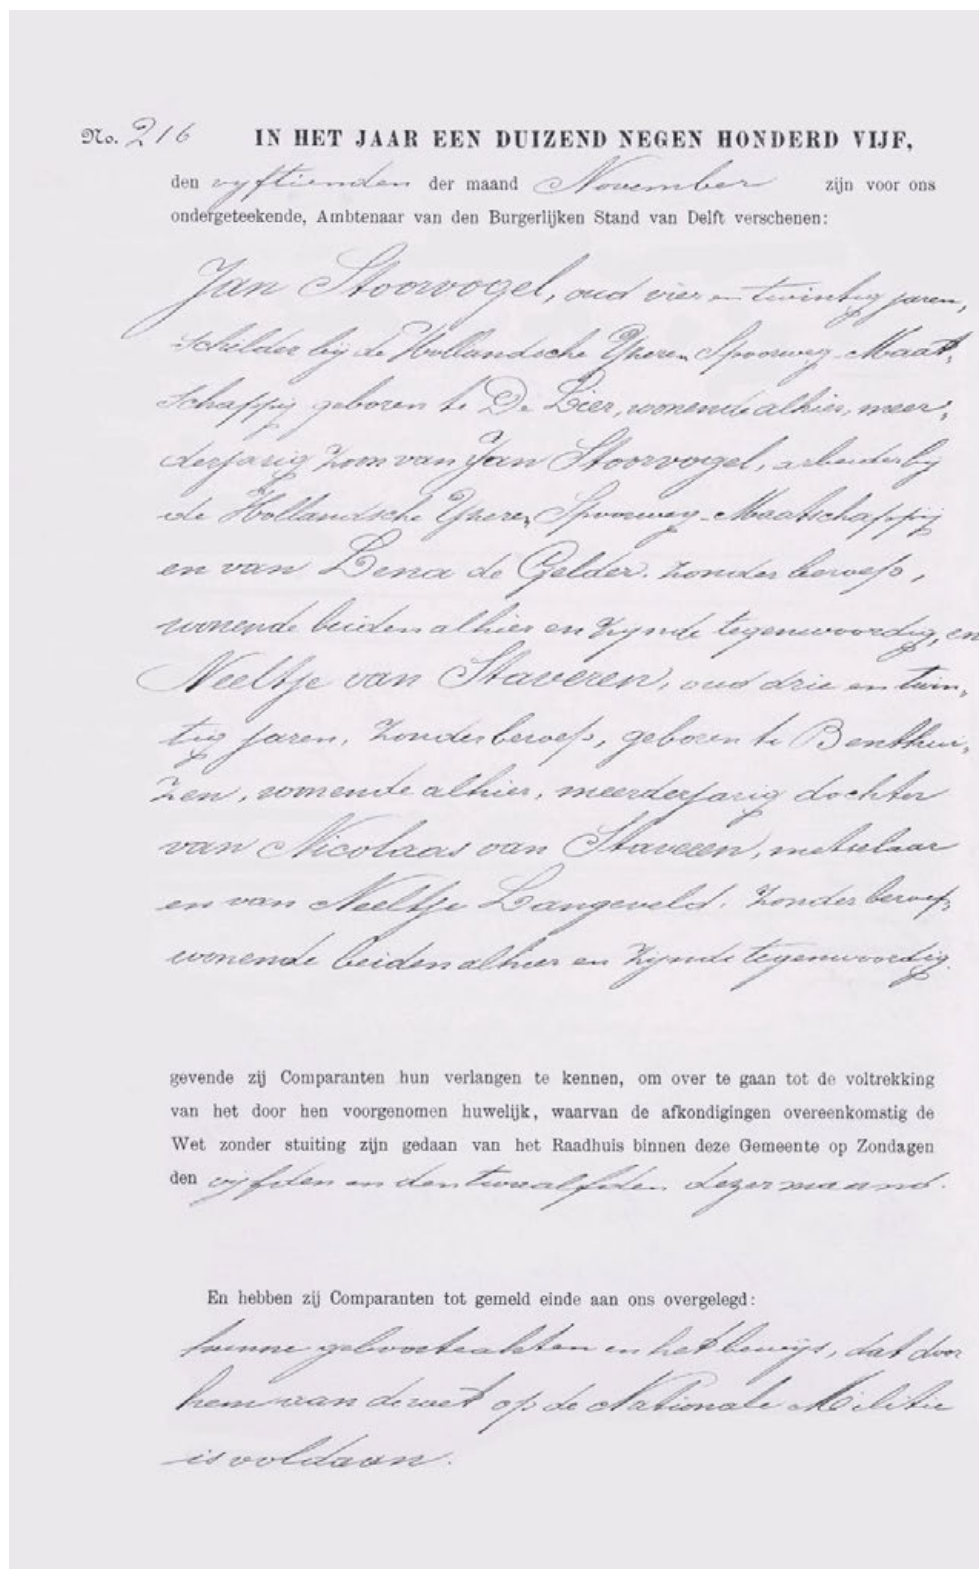 No. 216 IN HET JAAR EEN DUIZEND NEGEN HONDERD VIJF,
den vyftienden der maand November zijn voor ons
ondergeteekende, Ambtenaar van den Burgerlijken Stand van Delft verschenen:
Jan Stoorvogel, oud vier en twintig jaren,
schilder bij de Hollandsche Yzeren Spoorweg-Maat-
schappij geboren te De Lier, wonende alhier, meer-
derjarig zoon van Jan Stoorvogel, arbeider bij
de Hollandsche Yzeren Spoorweg-Maatschappij
en van Lena de Gelder, zonder beroep,
wonende beiden alhier en zynde tegenwoordig, en
Neeltje van Staveren, oud drie en twin-
tig jaren, zonder beroep, geboren te Benthui-
zen, wonende alhier, meerderjarig dochter
van Nicolaas van Staveren, metselaar
en van Neeltje Langeveld, zonder beroep,
wonende beiden alhier en zynde tegenwoordig.
gevende zij Comparanten hun verlangen te kennen, om over te gaan tot de voltrekking
van het door hen voorgenomen huwelijk, waarvan de afkondigingen overeenkomstig de
Wet zonder stuiting zijn gedaan van het Raadhuis binnen deze Gemeente op Zondagen
den vyfden en den twaalfden dezer maand.
En hebben zij Comparanten tot gemeld einde aan ons overgelegd:
hunne geboorteakten en het bewijs, dat door
hem aan de wet op de Nationale Militie
is voldaan.